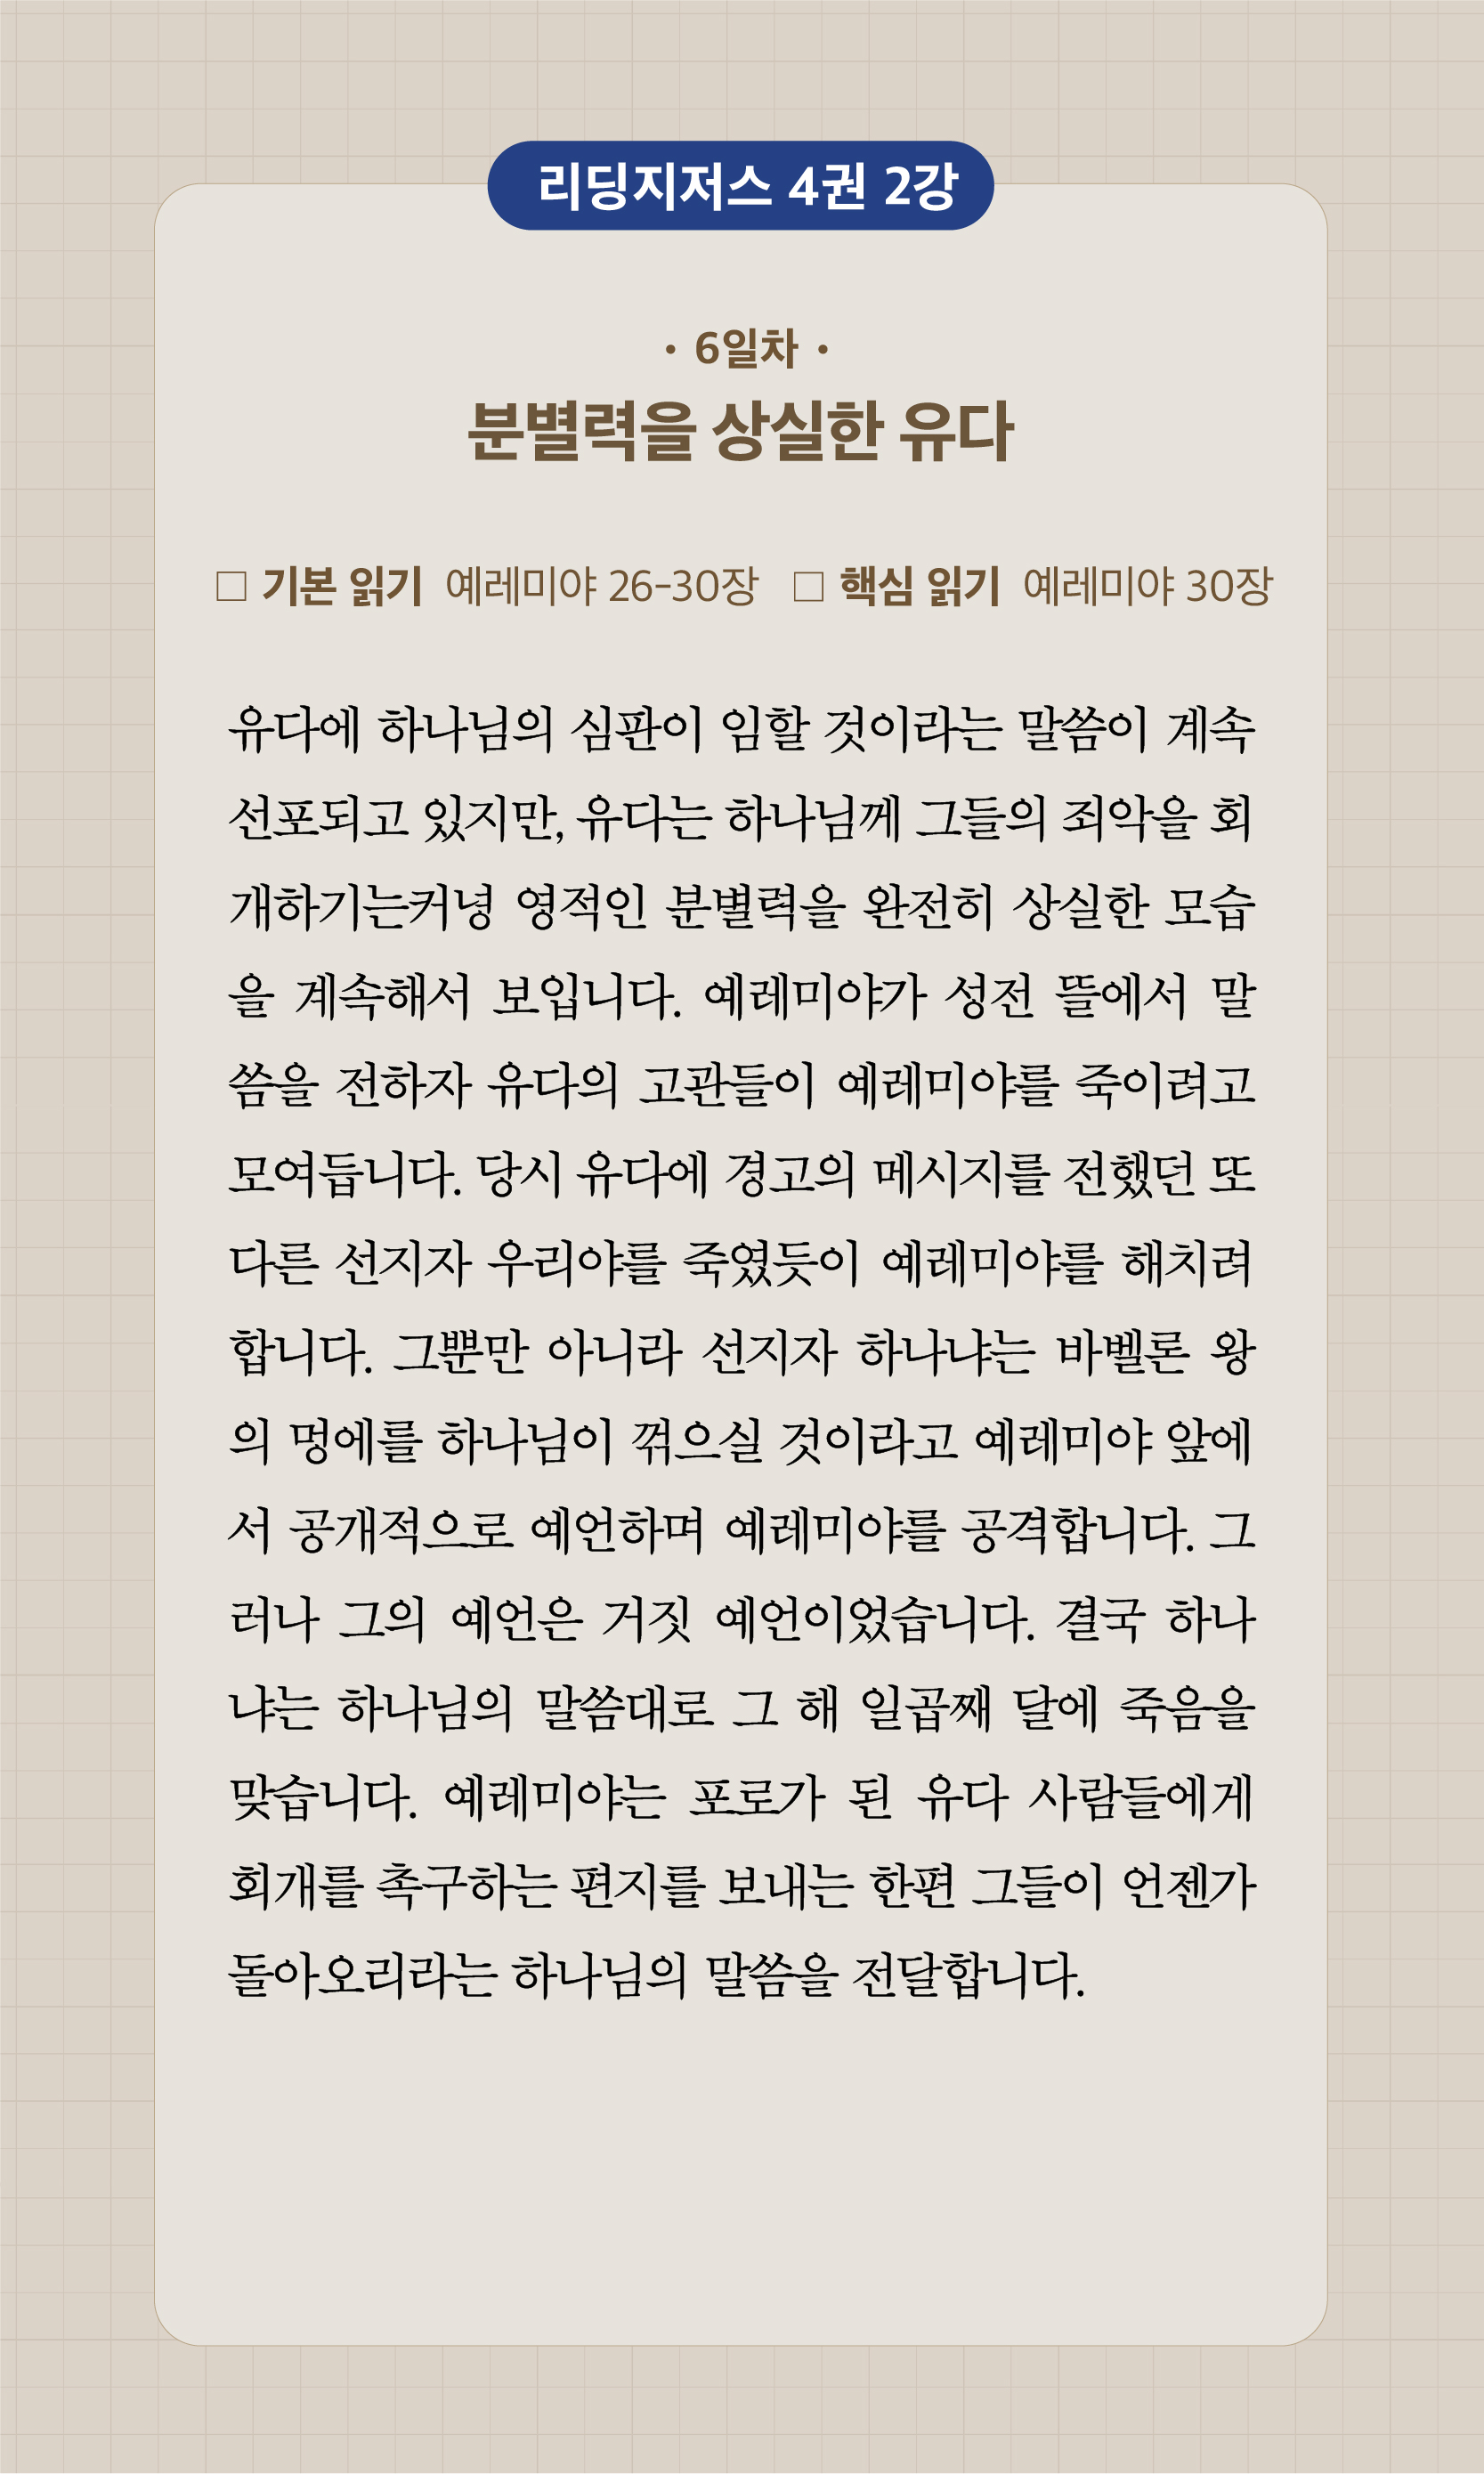 리딩지저스 4권 2강
· 6일차 ·
분별력을 상실한 유다
□ 기본 읽기 예레미야 26-30장 □ 핵심 읽기 예레미야 30장
유다에 하나님의 심판이 임할 것이라는 말씀이 계속
선포되고 있지만, 유다는 하나님께 그들의 죄악을 회
개하기는커녕 영적인 분별력을 완전히 상실한 모습
을 계속해서 보입니다. 예레미야가 성전 뜰에서 말
씀을 전하자 유다의 고관들이 예레미야를 죽이려고
모여듭니다. 당시 유다에 경고의 메시지를 전했던 또
다른 선지자 우리야를 죽였듯이 예레미야를 해치려
합니다. 그뿐만 아니라 선지자 하나냐는 바벨론 왕
의 멍에를 하나님이 꺾으실 것이라고 예레미야 앞에
서 공개적으로 예언하며 예레미야를 공격합니다. 그
러나 그의 예언은 거짓 예언이었습니다. 결국 하나
냐는 하나님의 말씀대로 그 해 일곱째 달에 죽음을
맞습니다. 예레미야는 포로가 된 유다 사람들에게
회개를 촉구하는 편지를 보내는 한편 그들이 언젠가
돌아오리라는 하나님의 말씀을 전달합니다.